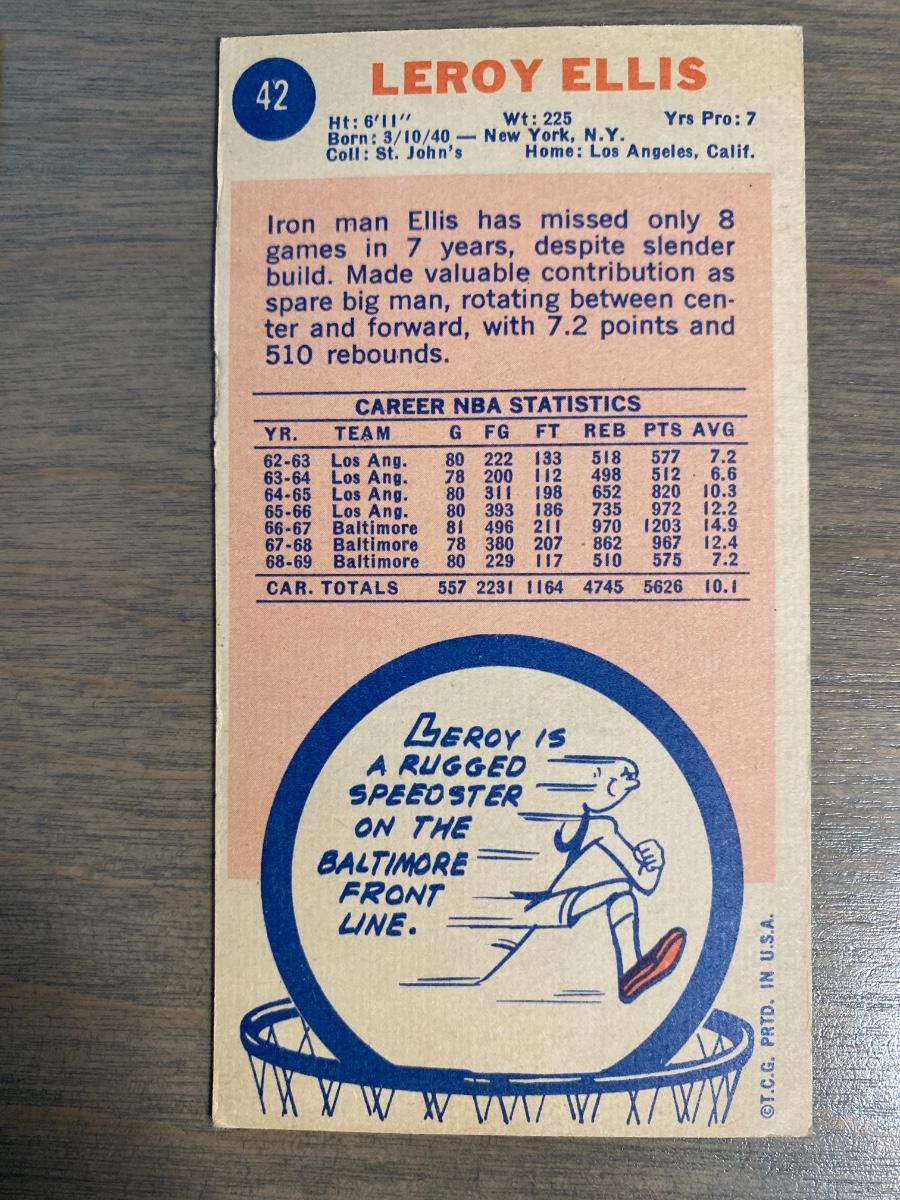 42
LEROY ELLIS
Ht: 6'11" Wt: 225 Yrs Pro: 7
Born: 3/10/40 — New York, N.Y.
Coll: St. John's Home: Los Angeles, Calif.
Iron man Ellis has missed only 8
games in 7 years, despite slender
build. Made valuable contribution as
spare big man, rotating between cen-
ter and forward, with 7.2 points and
510 rebounds.
CAREER NBA STATISTICS
YR. TEAM G FG FT REB PTS AVG
62-63 Los Ang. 80 222 133 518 577 7.2
63-64 Los Ang. 78 200 112 498 512 6.6
64-65 Los Ang. 80 311 198 652 820 10.3
65-66 Los Ang. 80 393 186 735 972 12.2
66-67 Baltimore 81 496 211 970 1203 14.9
67-68 Baltimore 78 380 207 862 967 12.4
68-69 Baltimore 80 229 117 510 575 7.2
CAR. TOTALS 557 2231 1164 4745 5626 10.1
LEROY IS
A RUGGED
SPEEDSTER
ON THE
BALTIMORE
FRONT
LINE.
©T.C.G. PRTD. IN U.S.A.